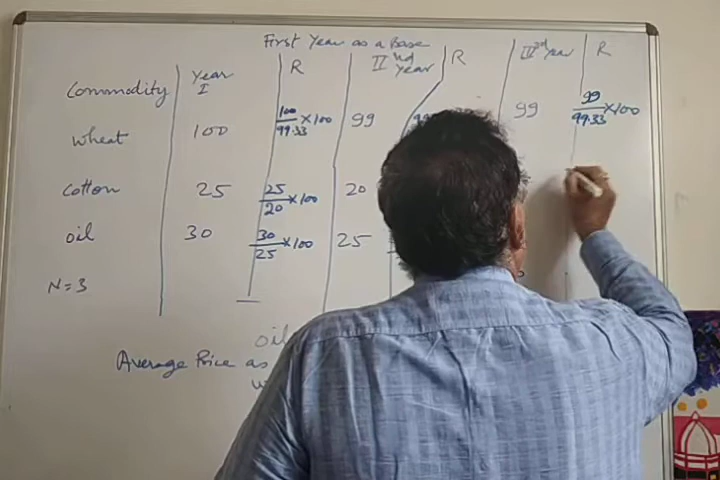 First Year as a Base
Commodity Year I R II nd year R II nd year R
wheat 100 100/99.33 ×100 99 99 99/99.33 ×100
Cotton 25 25/20 ×100 20
oil 30 30/25 ×100 25
N=3
oil
Average Price as